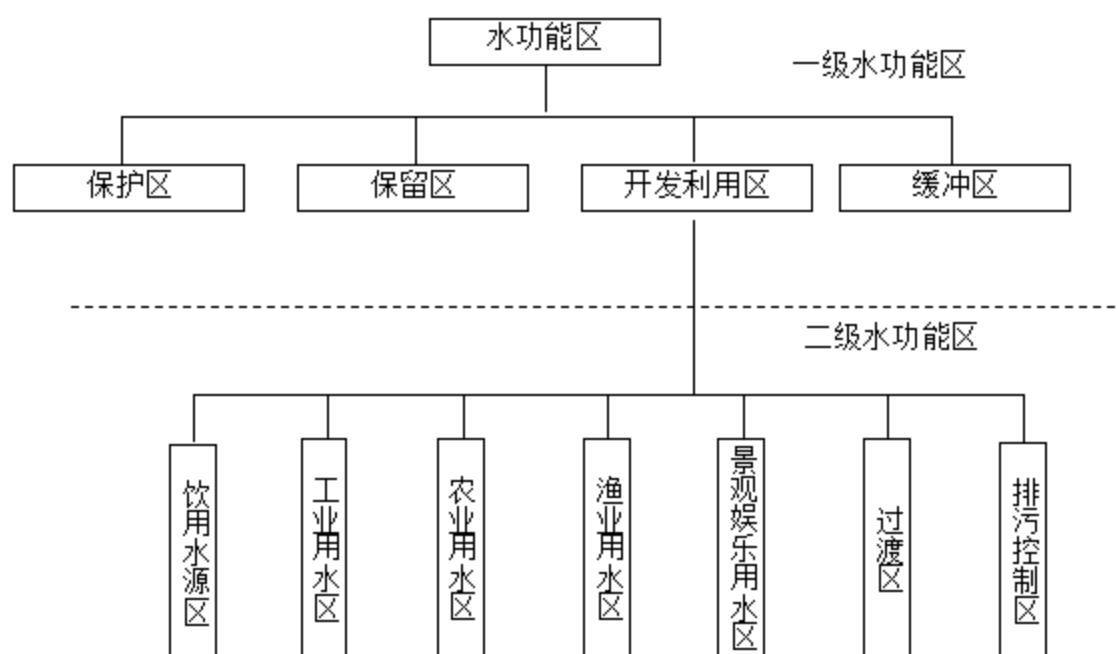 水功能区
一级水功能区
保护区
保留区
开发利用区
缓冲区
二级水功能区
饮用水源区
工业用水区
农业用水区
渔业用水区
景观娱乐用水区
过渡区
排污控制区